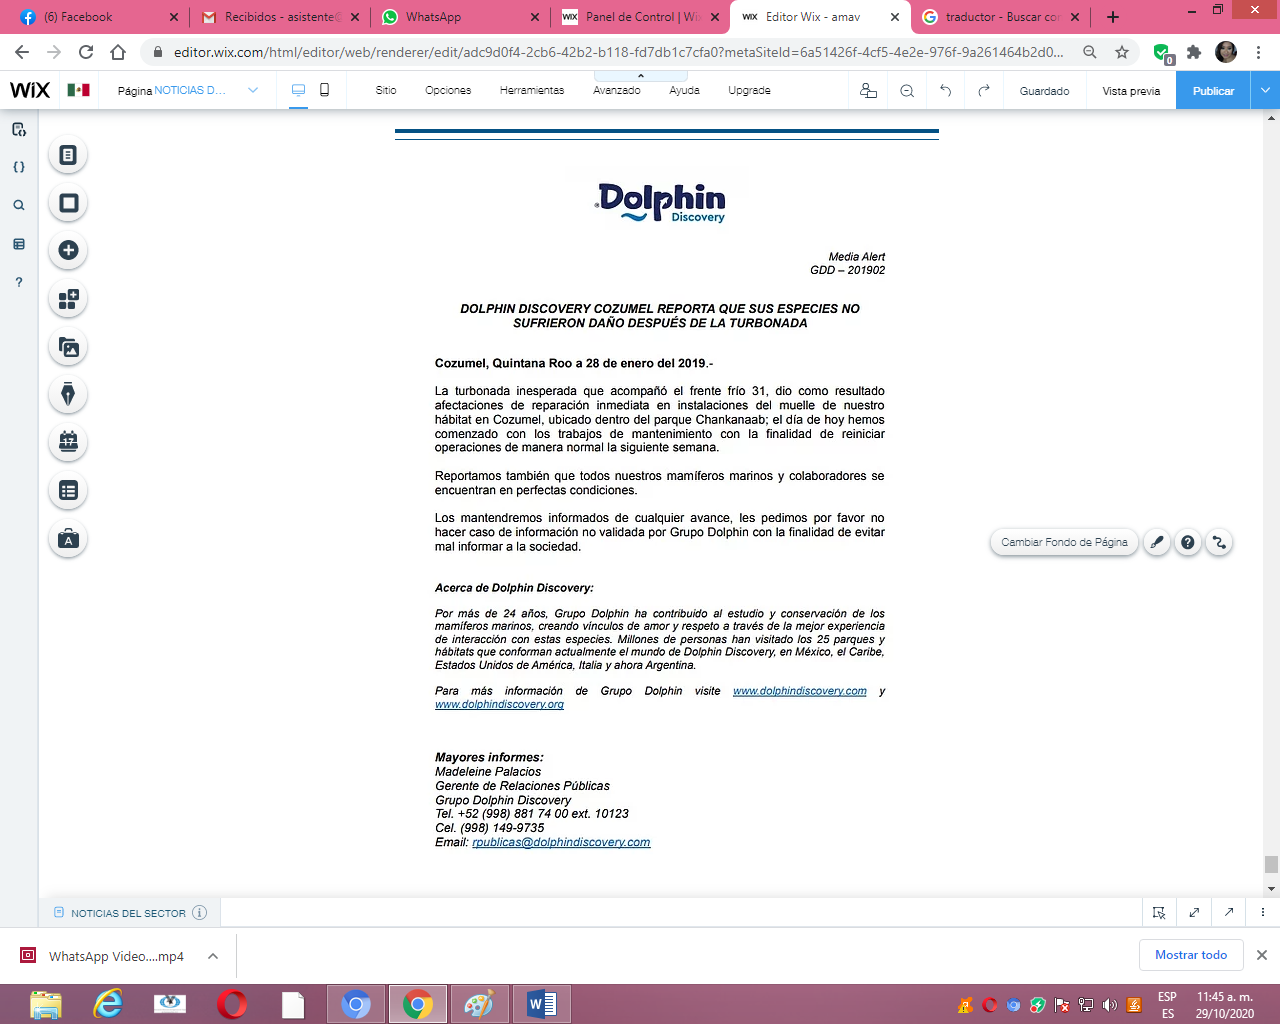 (6) Facebook
Recibidos - asistente@
WhatsApp
WIX Panel de Control | Wix
WIX Editor Wix - amav
traductor - Buscar con
editor.wix.com/html/editor/web/renderer/edit/adc9d0f4-2cb6-42b2-b118-fd7db1c7cfa0?metaSiteId=6a51426f-4cf5-4e2e-976f-9a261464b2d0...
0
WiX
Página NOTICIAS D...
Sitio
Opciones
Herramientas
Avanzado
Ayuda
Upgrade
Guardado
Vista previa
Publicar
Dolphin
Discovery
Media Alert
GDD – 201902
DOLPHIN DISCOVERY COZUMEL REPORTA QUE SUS ESPECIES NO
SUFRIERON DAÑO DESPUÉS DE LA TURBONADA
Cozumel, Quintana Roo a 28 de enero del 2019.-
La turbonada inesperada que acompañó el frente frío 31, dio como resultado
afectaciones de reparación inmediata en instalaciones del muelle de nuestro
hábitat en Cozumel, ubicado dentro del parque Chankanaab; el día de hoy hemos
comenzado con los trabajos de mantenimiento con la finalidad de reiniciar
operaciones de manera normal la siguiente semana.
Reportamos también que todos nuestros mamíferos marinos y colaboradores se
encuentran en perfectas condiciones.
Los mantendremos informados de cualquier avance, les pedimos por favor no
hacer caso de información no validada por Grupo Dolphin con la finalidad de evitar
mal informar a la sociedad.
Acerca de Dolphin Discovery:
Por más de 24 años, Grupo Dolphin ha contribuido al estudio y conservación de los
mamíferos marinos, creando vínculos de amor y respeto a través de la mejor experiencia
de interacción con estas especies. Millones de personas han visitado los 25 parques y
hábitats que conforman actualmente el mundo de Dolphin Discovery, en México, el Caribe,
Estados Unidos de América, Italia y ahora Argentina.
Para más información de Grupo Dolphin visite www.dolphindiscovery.com y
www.dolphindiscovery.org
Mayores informes:
Madeleine Palacios
Gerente de Relaciones Públicas
Grupo Dolphin Discovery
Tel. +52 (998) 881 74 00 ext. 10123
Cel. (998) 149-9735
Email: rpublicas@dolphindiscovery.com
17
A
Cambiar Fondo de Página
NOTICIAS DEL SECTOR
WhatsApp Video....mp4
Mostrar todo
ESP
ES
11:45 a. m.
29/10/2020